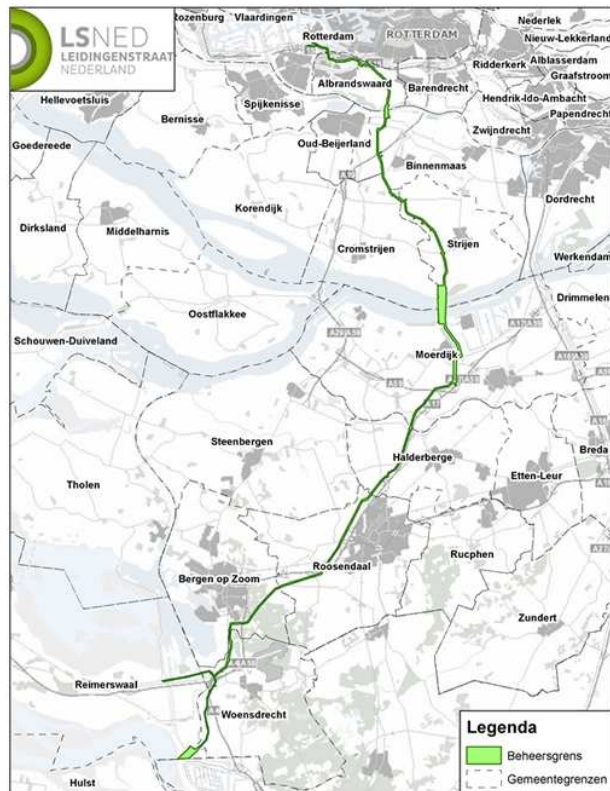 LSNED
LEIDINGENSTRAAT
NEDERLAND
Rozenburg
Vlaardingen
Rotterdam
ROTTERDAM
Nederlek
Nieuw-Lekkerland
Ridderkerk
Alblasserdam
Graafstroom
Albrandswaard
Barendrecht
Hendrik-Ido-Ambacht
Papendrecht
Hellevoetsluis
Spijkenisse
Bernisse
Zwijndrecht
Goedereede
Oud-Beijerland
Binnenmaas
Dordrecht
Korendijk
Dirksland
Middelharnis
Cromstrijen
Strijen
Werkendam
Drimmelen
Oostflakkee
Schouwen-Duiveland
Moerdijk
A59
A17
Steenbergen
Halderberge
Breda
Etten-Leur
Tholen
Roosendaal
Rucphen
Bergen op Zoom
Zundert
Reimerswaal
Woensdrecht
Hulst
Legenda
Beheersgrens
Gemeentegrenzen